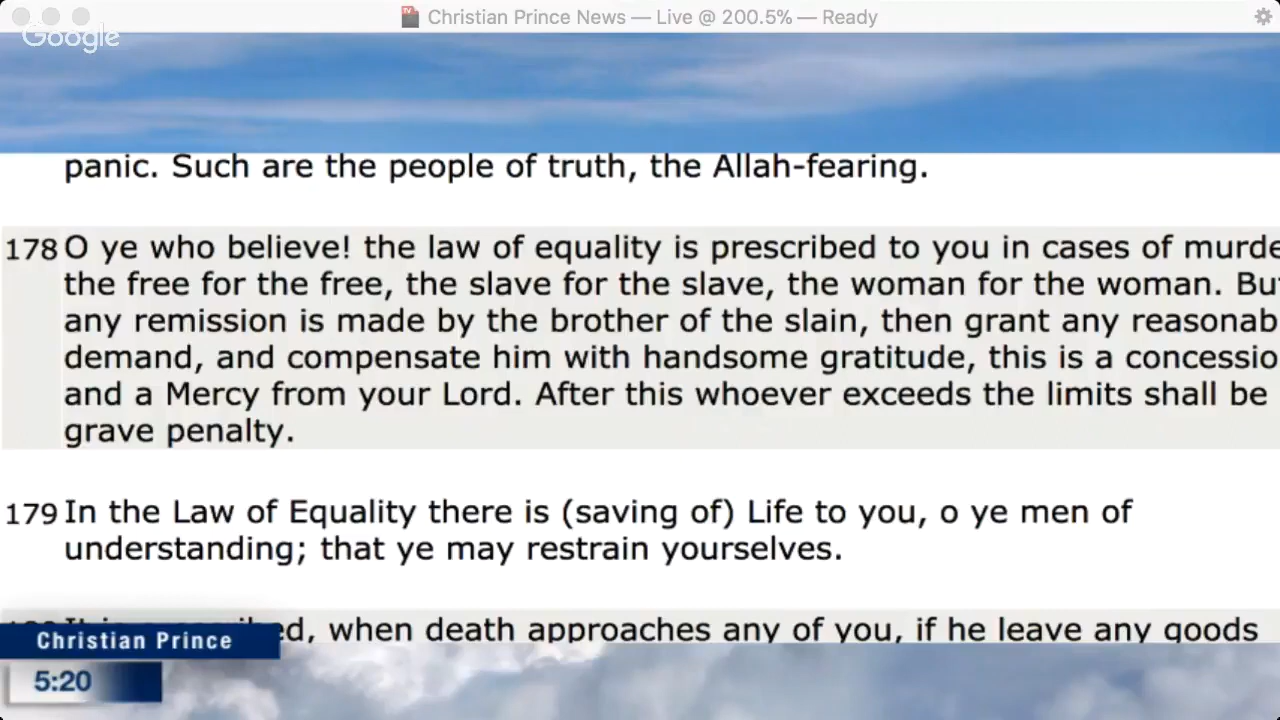 Christian Prince News — Live @ 200.5% — Ready
Google
panic. Such are the people of truth, the Allah-fearing.
178 O ye who believe! the law of equality is prescribed to you in cases of murde
the free for the free, the slave for the slave, the woman for the woman. Bu
any remission is made by the brother of the slain, then grant any reasonab
demand, and compensate him with handsome gratitude, this is a concessio
and a Mercy from your Lord. After this whoever exceeds the limits shall be
grave penalty.
179 In the Law of Equality there is (saving of) Life to you, o ye men of
understanding; that ye may restrain yourselves.
It is ed, when death approaches any of you, if he leave any goods
Christian Prince
5:20